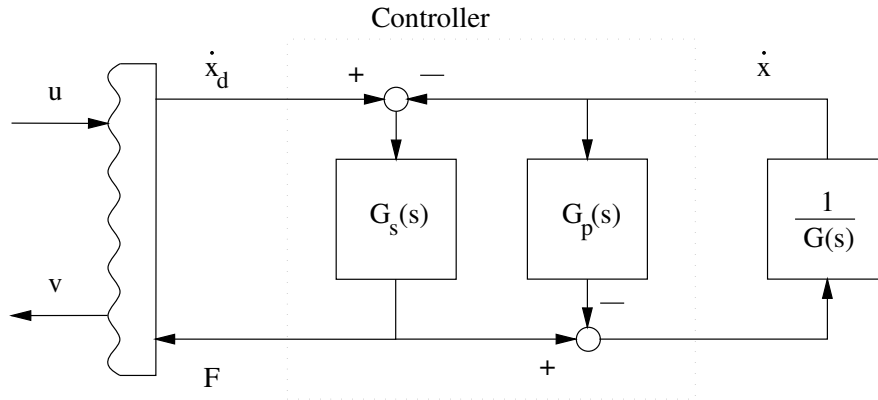 Controller
ẋ_d
ẋ
u
+
—
G_s(s)
G_p(s)
1
G(s)
v
—
F
+